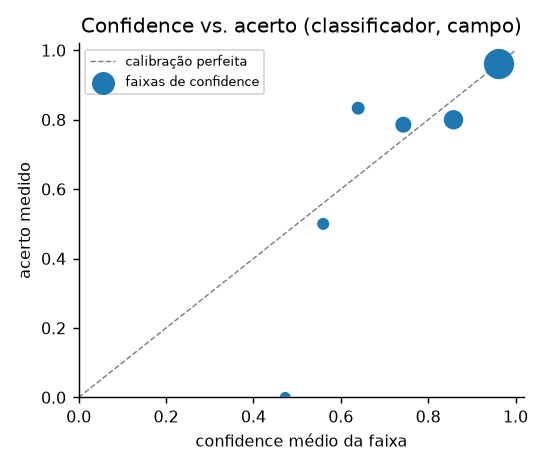 Confidence vs. acerto (classificador, campo)
calibração perfeita
faixas de confidence
acerto medido
1.0
0.8
0.6
0.4
0.2
0.0
0.0 0.2 0.4 0.6 0.8 1.0
confidence médio da faixa